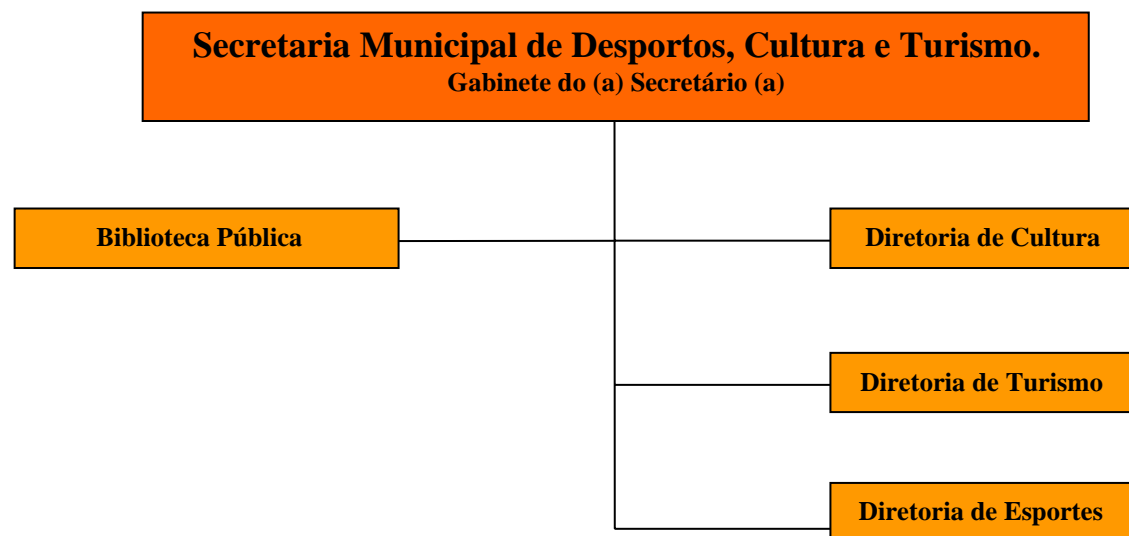 Secretaria Municipal de Desportos, Cultura e Turismo.
Gabinete do (a) Secretário (a)
Biblioteca Pública
Diretoria de Cultura
Diretoria de Turismo
Diretoria de Esportes